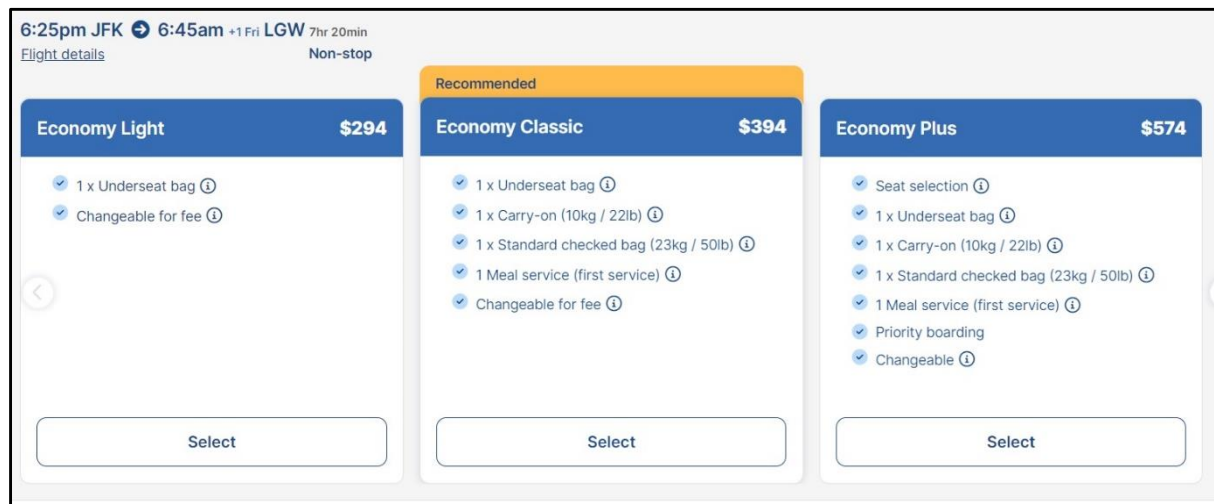 6:25pm JFK → 6:45am +1 Fri LGW 7hr 20min
Flight details Non-stop
Recommended
Economy Light $294
1 x Underseat bag
Changeable for fee
Select
Economy Classic $394
1 x Underseat bag
1 x Carry-on (10kg / 22lb)
1 x Standard checked bag (23kg / 50lb)
1 Meal service (first service)
Changeable for fee
Select
Economy Plus $574
Seat selection
1 x Underseat bag
1 x Carry-on (10kg / 22lb)
1 x Standard checked bag (23kg / 50lb)
1 Meal service (first service)
Priority boarding
Changeable
Select